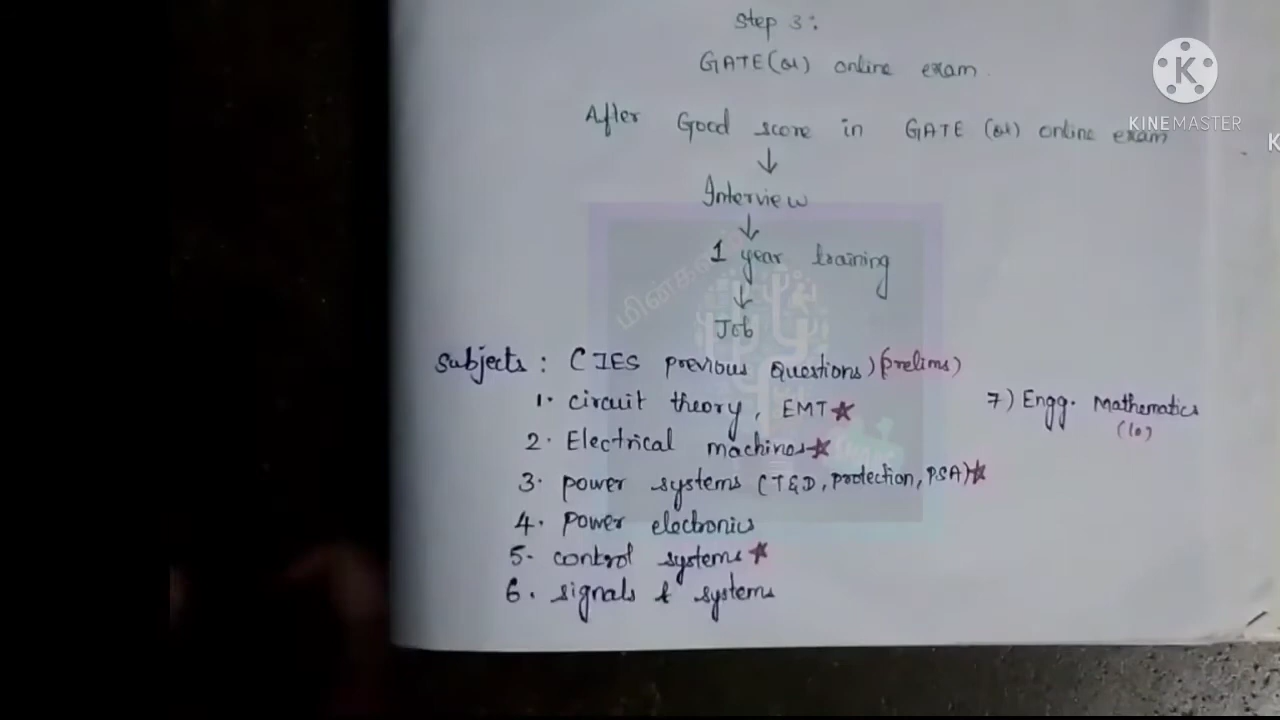 Step 3:
GATE (or) online exam.
After Good score in GATE (or) online exam
↓
Interview
↓
1 year training
↓
Job
Subjects: (IES previous Questions) (prelims)
1. circuit theory, EMT ★
2. Electrical machines ★
3. power systems (T&D, protection, PSA) ★
4. power electronics
5. control systems ★
6. signals & systems
7) Engg. Mathematics
(10)
KINEMASTER
K